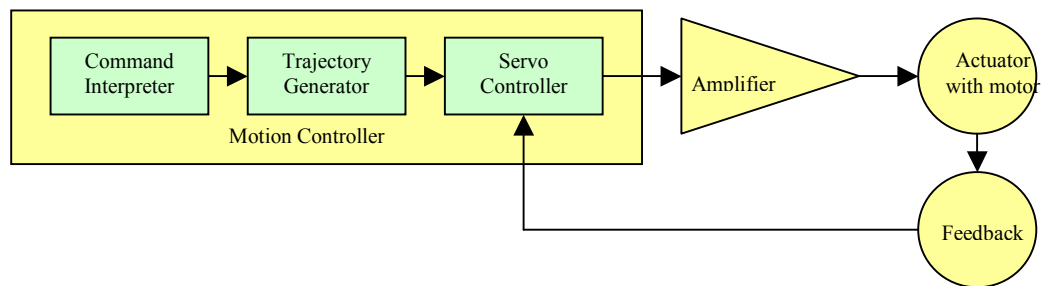 Command
Interpreter
Trajectory
Generator
Servo
Controller
Motion Controller
Amplifier
Actuator
with motor
Feedback